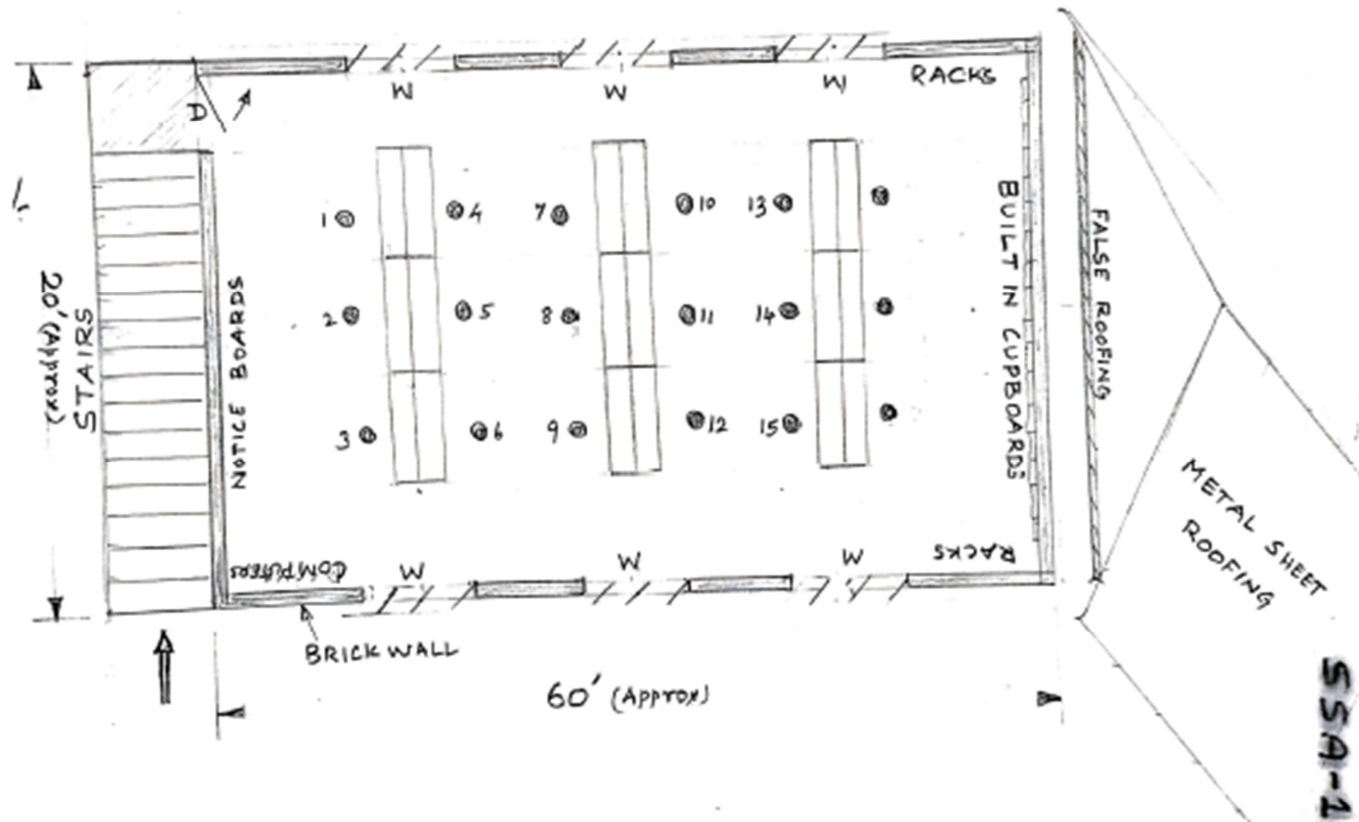 RACKS
W W W
D
1 4 7 10 13
2 5 8 11 14
3 6 9 12 15
20' (Approx)
STAIRS
NOTICE BOARDS
BUILT IN CUPBOARDS
FALSE ROOFING
METAL SHEET
ROOFING
COMPUTERS
W W W
RACKS
BRICK WALL
60' (Approx)
SSA-1